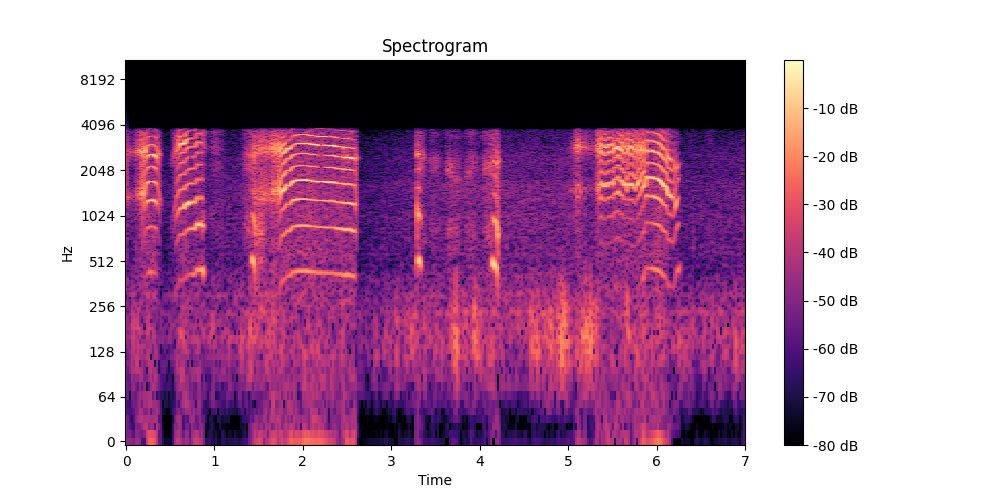 Spectrogram
8192
4096
2048
1024
512
256
128
64
0
Hz
0 1 2 3 4 5 6 7
Time
-10 dB
-20 dB
-30 dB
-40 dB
-50 dB
-60 dB
-70 dB
-80 dB